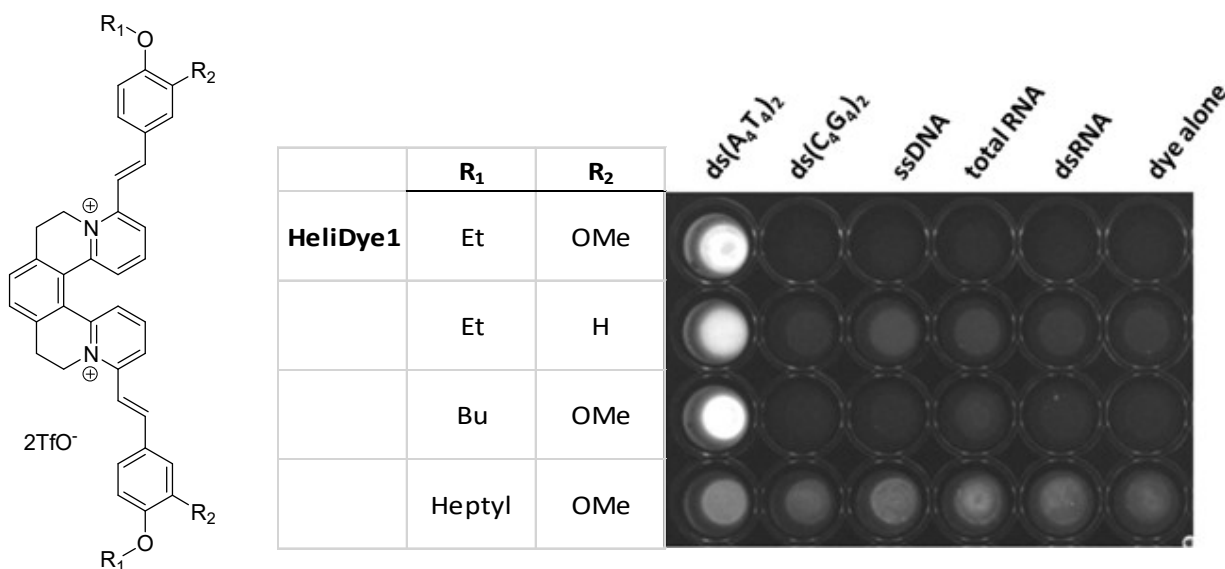 R₁
O
R₂
⊕
N
N
⊕
2TfO⁻
R₂
O
R₁
R₁ R₂
HeliDye1 Et OMe
Et H
Bu OMe
Heptyl OMe
ds(A₄T₄)₂
ds(C₄G₄)₂
ssDNA
total RNA
dsRNA
dye alone